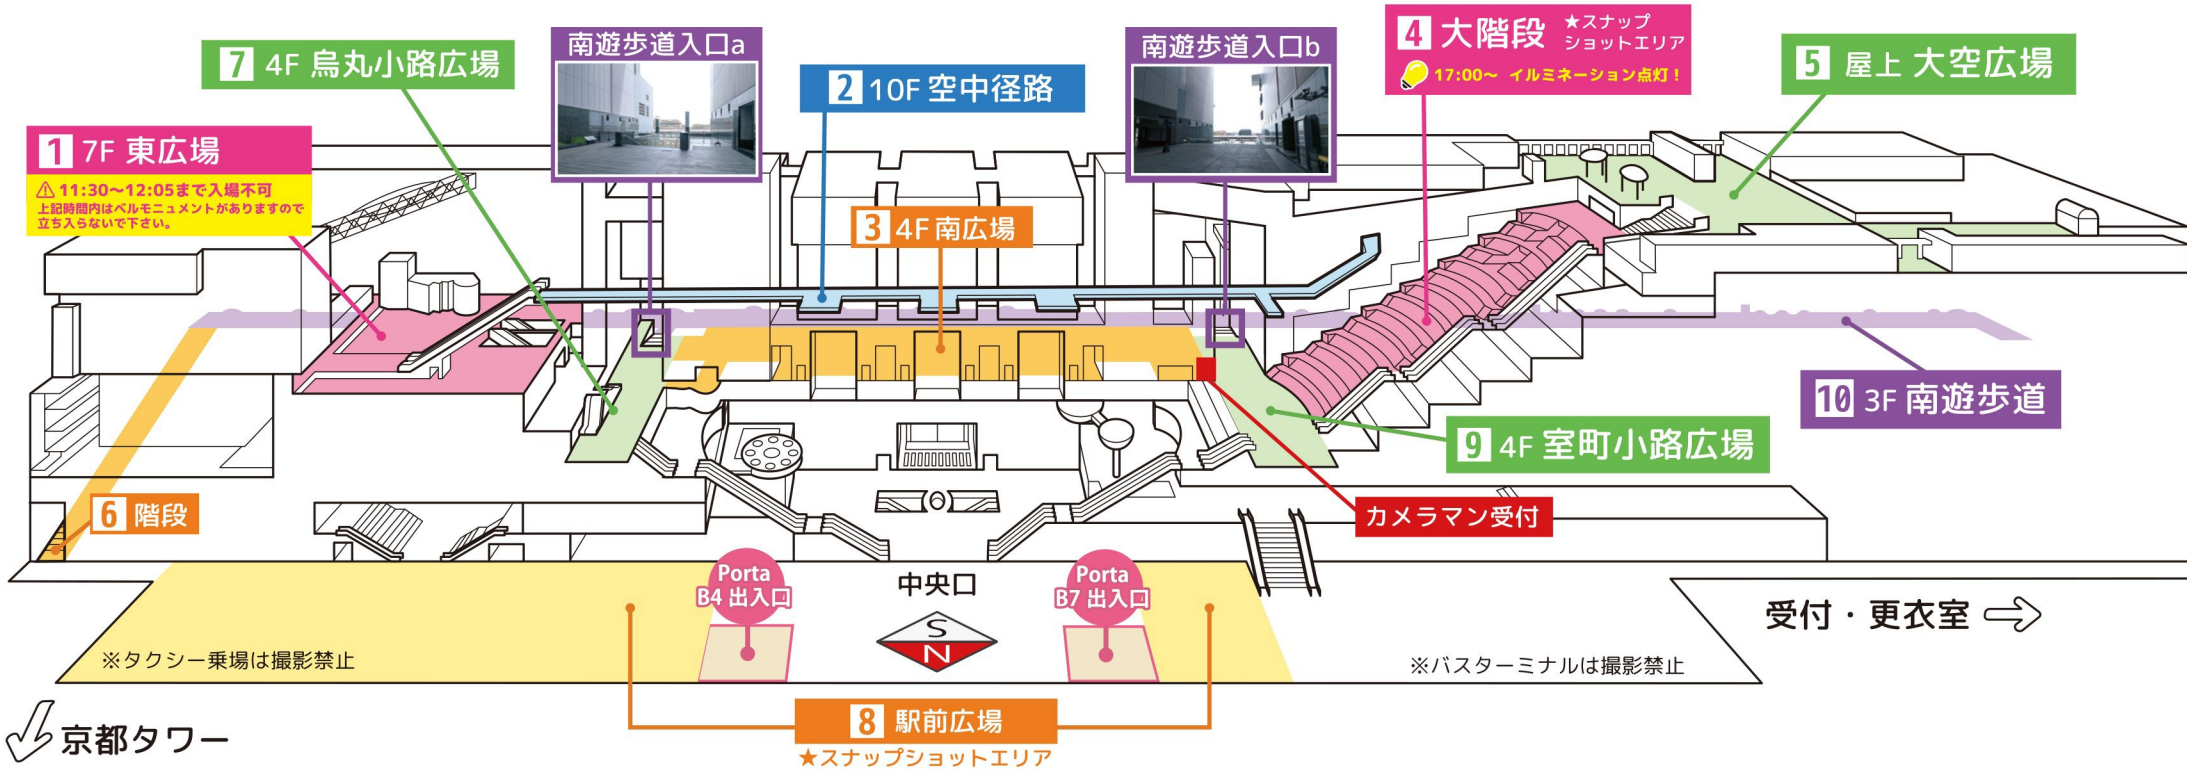 7 4F 烏丸小路広場
南遊歩道入口a
2 10F 空中径路
南遊歩道入口b
4 大階段 ★スナップ
ショットエリア
17:00〜 イルミネーション点灯!
5 屋上 大空広場
1 7F 東広場
⚠ 11:30〜12:05まで入場不可
上記時間内はベルモニュメントがありますので
立ち入らないで下さい。
3 4F 南広場
10 3F 南遊歩道
9 4F 室町小路広場
6 階段
カメラマン受付
Porta
B4 出入口
中央口
Porta
B7 出入口
S
N
受付・更衣室
※タクシー乗場は撮影禁止
※バスターミナルは撮影禁止
8 駅前広場
★スナップショットエリア
京都タワー